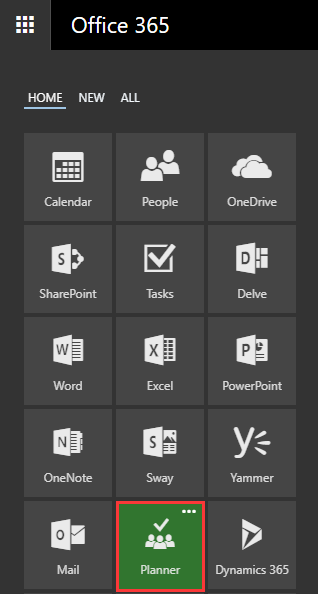 Office 365
HOME NEW ALL
Calendar People OneDrive
S SharePoint Tasks D Delve
W Word X Excel P PowerPoint
N OneNote S Sway Yammer
O Mail Planner Dynamics 365